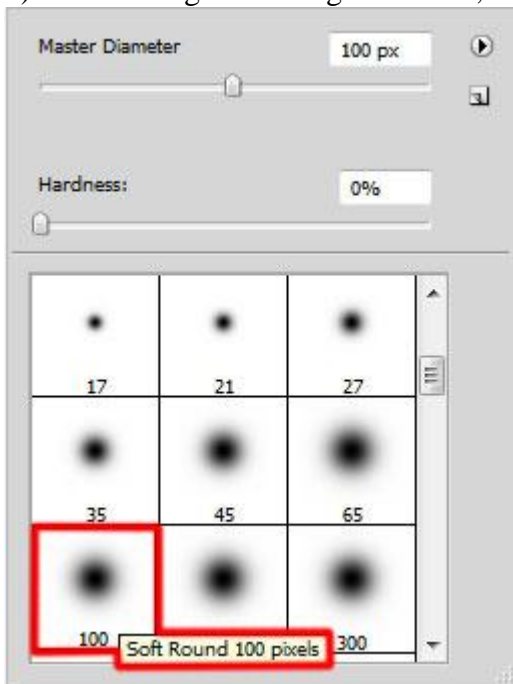 Master Diameter 100 px
Hardness: 0%
17 21 27
35 45 65
100 300
Soft Round 100 pixels